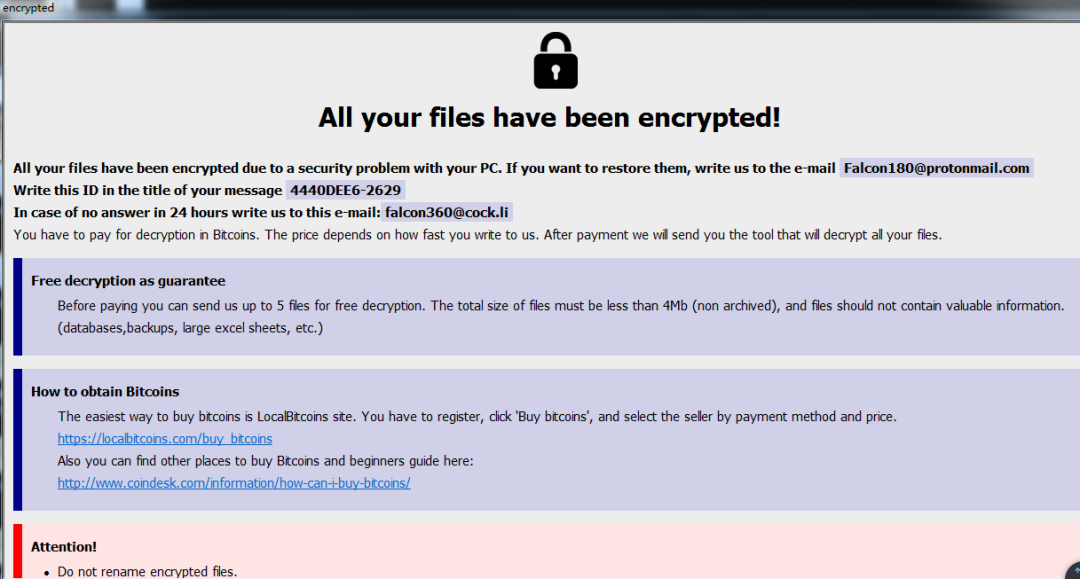 encrypted
All your files have been encrypted!
All your files have been encrypted due to a security problem with your PC. If you want to restore them, write us to the e-mail Falcon180@protonmail.com
Write this ID in the title of your message 4440DEE6-2629
In case of no answer in 24 hours write us to this e-mail: falcon360@cock.li
You have to pay for decryption in Bitcoins. The price depends on how fast you write to us. After payment we will send you the tool that will decrypt all your files.
Free decryption as guarantee
Before paying you can send us up to 5 files for free decryption. The total size of files must be less than 4Mb (non archived), and files should not contain valuable information.
(databases,backups, large excel sheets, etc.)
How to obtain Bitcoins
The easiest way to buy bitcoins is LocalBitcoins site. You have to register, click 'Buy bitcoins', and select the seller by payment method and price.
https://localbitcoins.com/buy_bitcoins
Also you can find other places to buy Bitcoins and beginners guide here:
http://www.coindesk.com/information/how-can-i-buy-bitcoins/
Attention!
• Do not rename encrypted files.